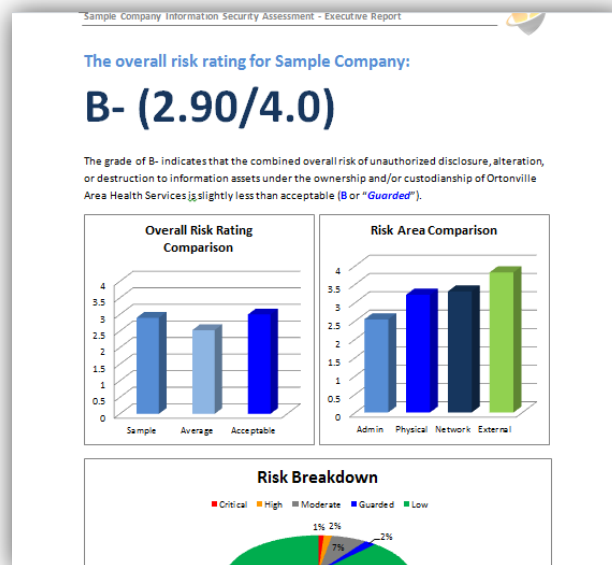 Sample Company Information Security Assessment - Executive Report
The overall risk rating for Sample Company:
B- (2.90/4.0)
The grade of B- indicates that the combined overall risk of unauthorized disclosure, alteration,
or destruction to information assets under the ownership and/or custodianship of Ortonville
Area Health Services is slightly less than acceptable (B or "Guarded").
Overall Risk Rating
Comparison
4
3.5
3
2.5
2
1.5
1
0.5
0
Sample Average Acceptable
Risk Area Comparison
4
3.5
3
2.5
2
1.5
1
0.5
0
Admin Physical Network External
Risk Breakdown
Critical High Moderate Guarded Low
1% 2%
2%
7%